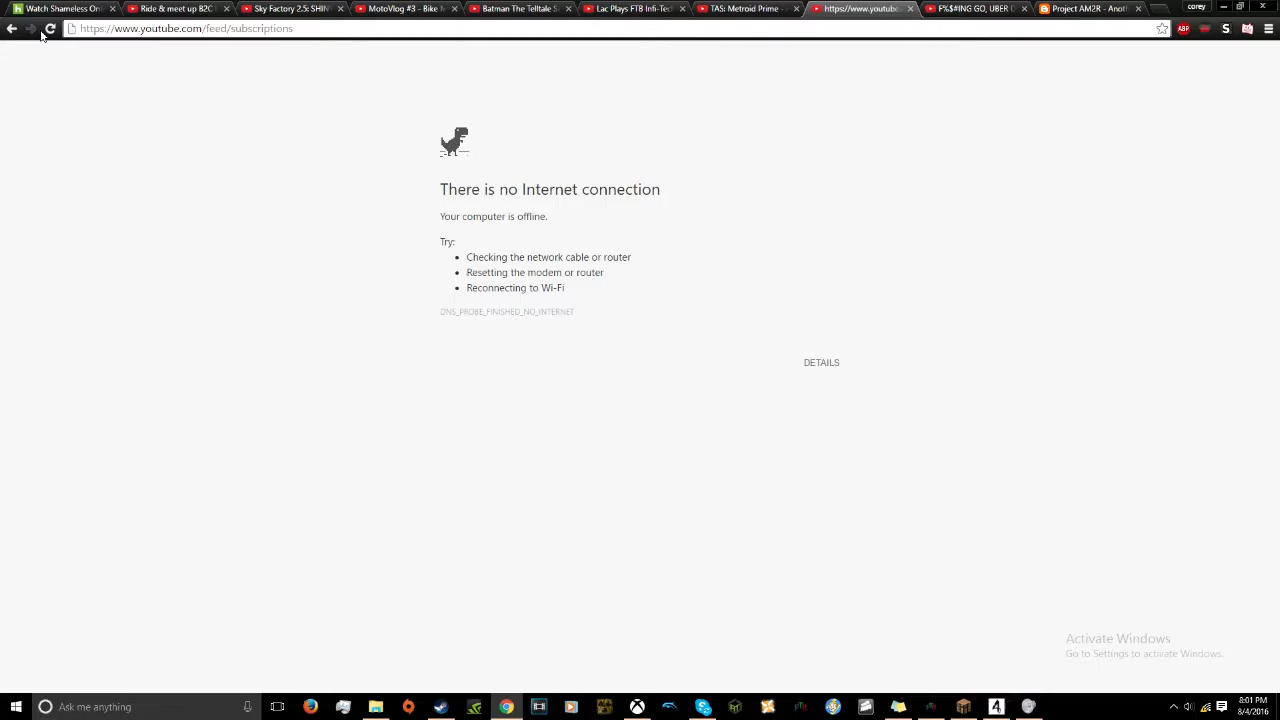 Watch Shameless Onl
Ride & meet up B2C
Sky Factory 2.5: SHIN
MotoVlog #3 - Bike M
Batman The Telltale S
Lac Plays FTB Infi-Tech
TAS: Metroid Prime -
https://www.youtube.
F%$#ING GO, UBER D
Project AM2R - Anoth
corey
https://www.youtube.com/feed/subscriptions
ABP
There is no Internet connection
Your computer is offline.
Try:
Checking the network cable or router
Resetting the modem or router
Reconnecting to Wi-Fi
DNS_PROBE_FINISHED_NO_INTERNET
DETAILS
Activate Windows
Go to Settings to activate Windows.
Ask me anything
8:01 PM
8/4/2016